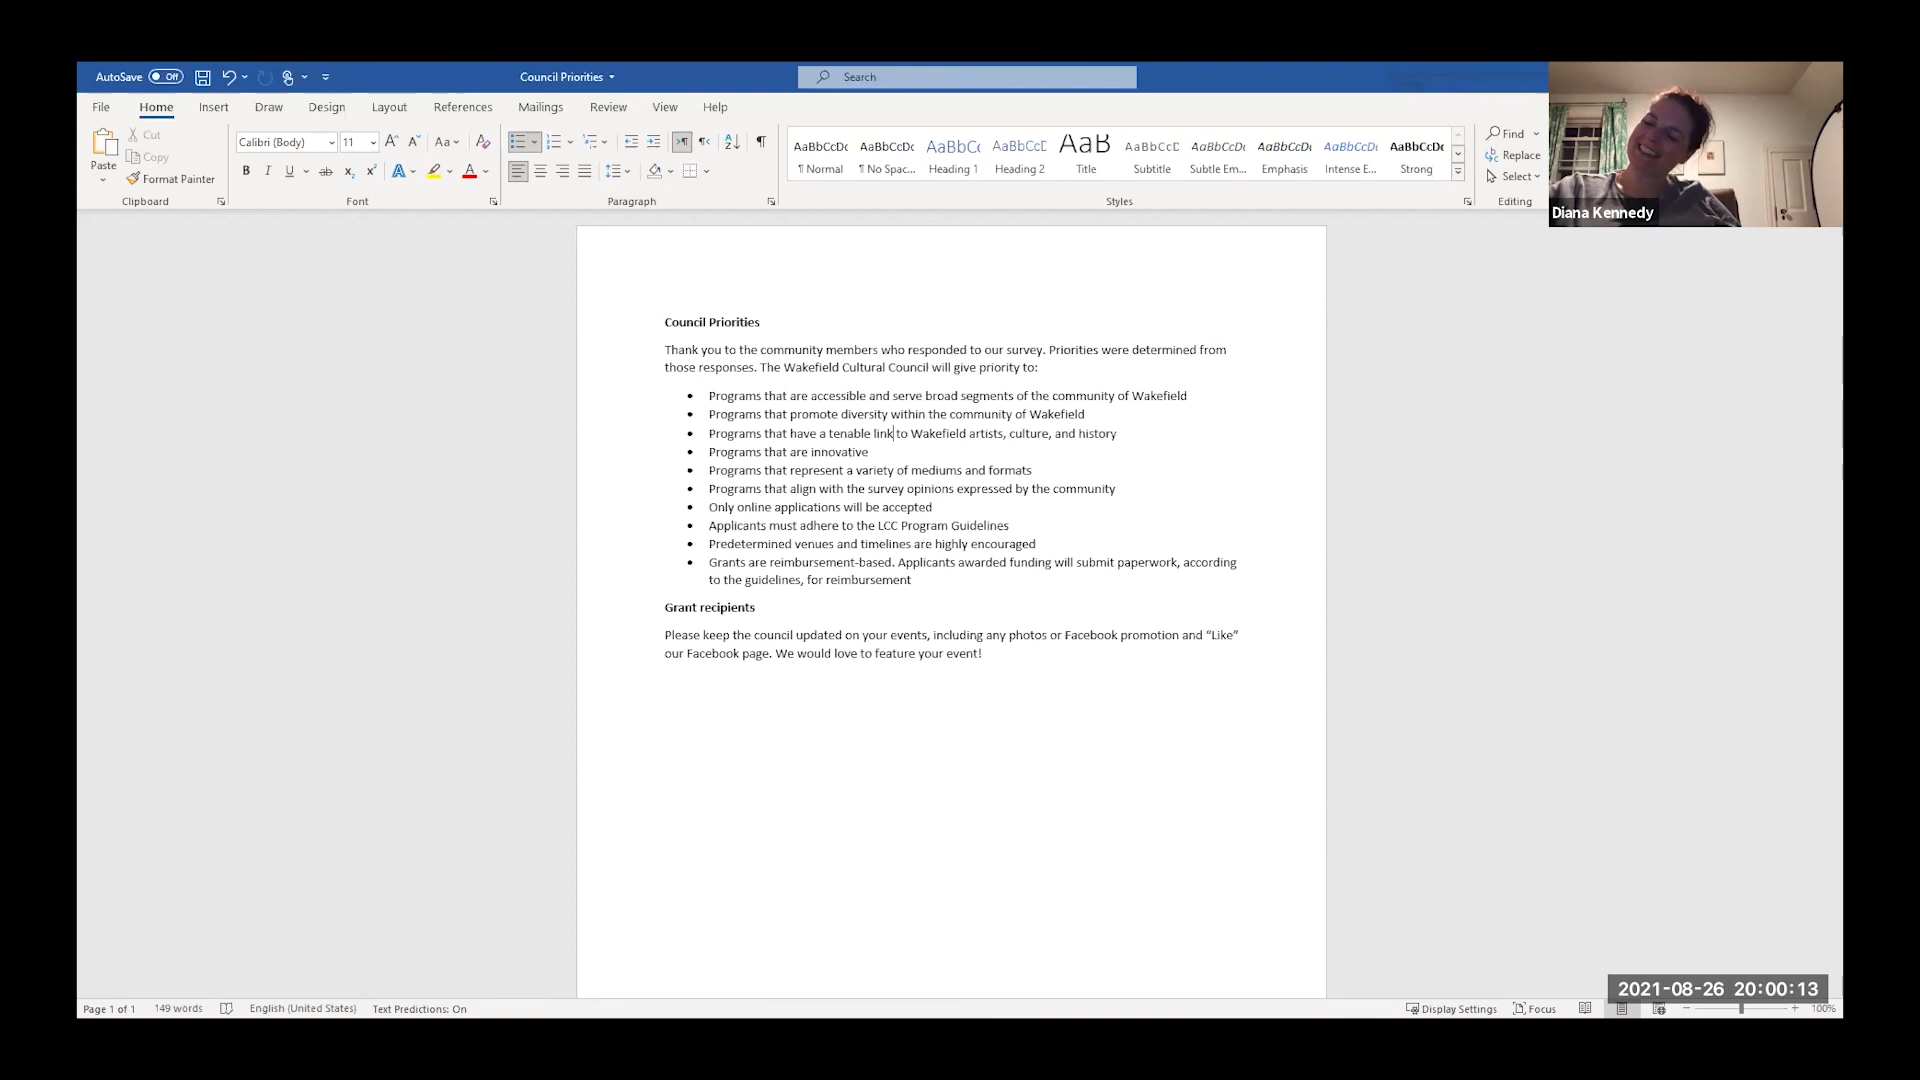 AutoSave Off
Council Priorities
Search
File Home Insert Draw Design Layout References Mailings Review View Help
Paste
Cut
Copy
Format Painter
Clipboard
Calibri (Body) 11
Font
Paragraph
AaBbCcDc AaBbCcDc AaBbCc AaBbCcD AaB AaBbCcD AaBbCcDc AaBbCcDc AaBbCcDc AaBbCcDc
¶ Normal ¶ No Spac... Heading 1 Heading 2 Title Subtitle Subtle Em... Emphasis Intense E... Strong
Styles
Find
Replace
Select
Editing
Diana Kennedy
Council Priorities
Thank you to the community members who responded to our survey. Priorities were determined from
those responses. The Wakefield Cultural Council will give priority to:
• Programs that are accessible and serve broad segments of the community of Wakefield
• Programs that promote diversity within the community of Wakefield
• Programs that have a tenable link to Wakefield artists, culture, and history
• Programs that are innovative
• Programs that represent a variety of mediums and formats
• Programs that align with the survey opinions expressed by the community
• Only online applications will be accepted
• Applicants must adhere to the LCC Program Guidelines
• Predetermined venues and timelines are highly encouraged
• Grants are reimbursement-based. Applicants awarded funding will submit paperwork, according
to the guidelines, for reimbursement
Grant recipients
Please keep the council updated on your events, including any photos or Facebook promotion and “Like”
our Facebook page. We would love to feature your event!
2021-08-26 20:00:13
Page 1 of 1 149 words English (United States) Text Predictions: On
Display Settings Focus 100%